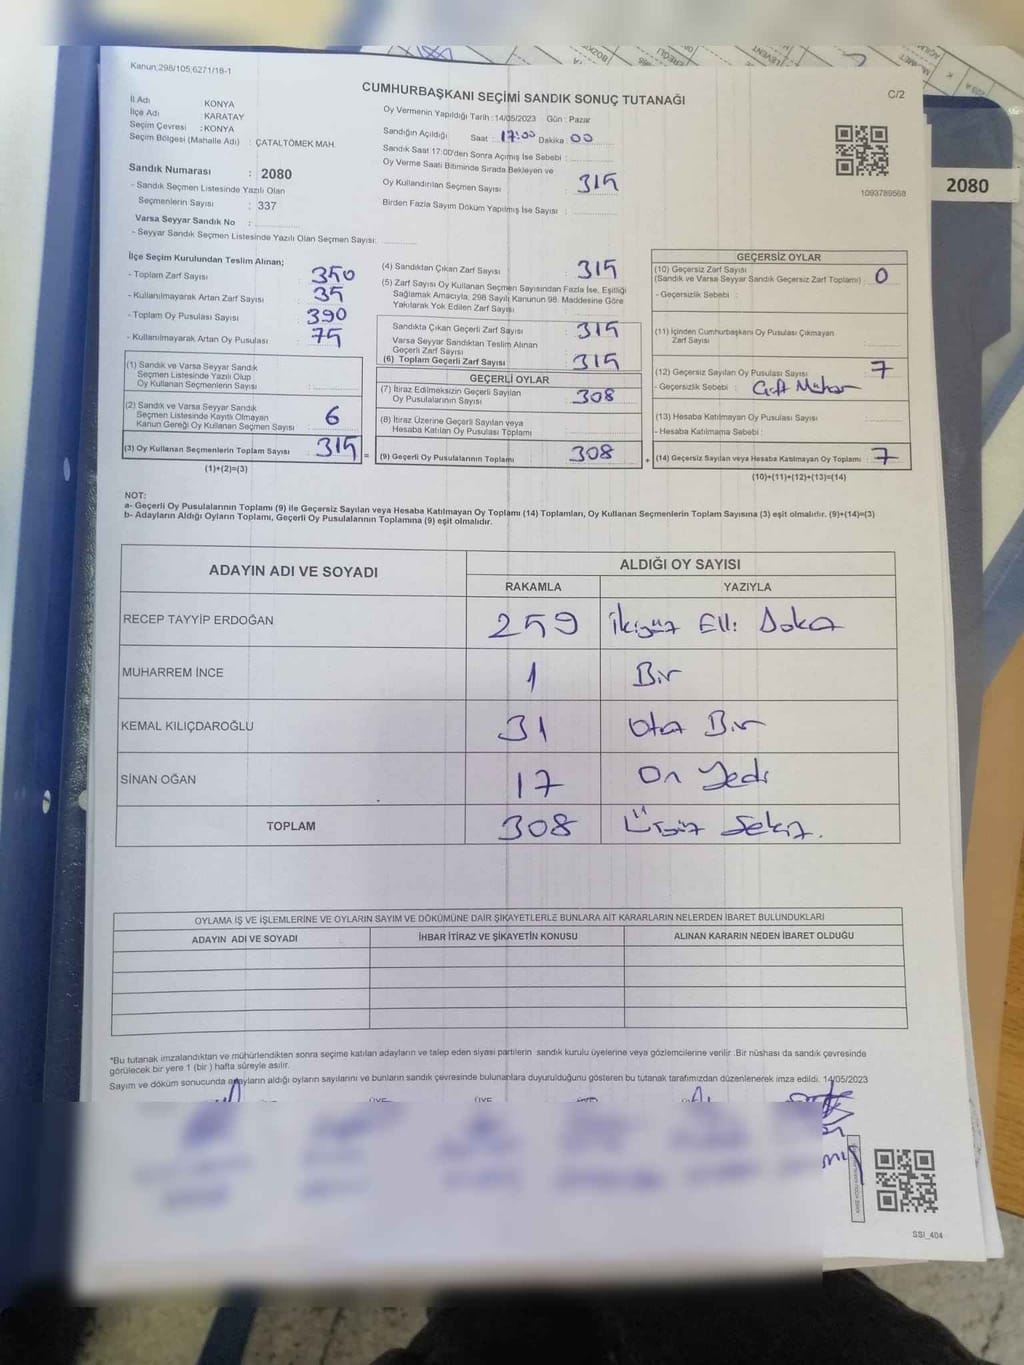 Kanun;298/105;6271/18-1
CUMHURBAŞKANI SEÇİMİ SANDIK SONUÇ TUTANAĞI
C/2
İl Adı KONYA
İlçe Adı KARATAY
Seçim Çevresi :KONYA
Seçim Bölgesi (Mahalle Adı) : ÇATALTÖMEK MAH.
Oy Vermenin Yapıldığı Tarih :14/05/2023 Gün : Pazar
Sandığın Açıldığı Saat : 17:00 Dakika 00
Sandık Saat 17:00'den Sonra Açılmış İse Sebebi :
Oy Verme Saati Bitiminde Sırada Bekleyen ve
Oy Kullandırılan Seçmen Sayısı : 315
Birden Fazla Sayım Döküm Yapılmış İse Sayısı :
1093789568
2080
Sandık Numarası : 2080
- Sandık Seçmen Listesinde Yazılı Olan
Seçmenlerin Sayısı : 337
Varsa Seyyar Sandık No :
- Seyyar Sandık Seçmen Listesinde Yazılı Olan Seçmen Sayısı:
İlçe Seçim Kurulundan Teslim Alınan;
- Toplam Zarf Sayısı : 350
- Kullanılmayarak Artan Zarf Sayısı : 35
- Toplam Oy Pusulası Sayısı : 390
- Kullanılmayarak Artan Oy Pusulası : 75
(1) Sandık ve Varsa Seyyar Sandık
Seçmen Listesinde Yazılı Olup
Oy Kullanan Seçmenlerin Sayısı :
(2) Sandık ve Varsa Seyyar Sandık
Seçmen Listesinde Kayıtlı Olmayan
Kanun Gereği Oy Kullanan Seçmen Sayısı : 6
(3) Oy Kullanan Seçmenlerin Toplam Sayısı : 315 =
(1)+(2)=(3)
(4) Sandıktan Çıkan Zarf Sayısı : 315
(5) Zarf Sayısı Oy Kullanan Seçmen Sayısından Fazla İse, Eşitliği
Sağlamak Amacıyla, 298 Sayılı Kanunun 98. Maddesine Göre
Yakılarak Yok Edilen Zarf Sayısı :
Sandıkta Çıkan Geçerli Zarf Sayısı : 315
Varsa Seyyar Sandıktan Teslim Alınan
Geçerli Zarf Sayısı
(6) Toplam Geçerli Zarf Sayısı : 315
GEÇERLİ OYLAR
(7) İtiraz Edilmeksizin Geçerli Sayılan
Oy Pusulalarının Sayısı : 308
(8) İtiraz Üzerine Geçerli Sayılan veya
Hesaba Katılan Oy Pusulası Toplamı :
(9) Geçerli Oy Pusulalarının Toplamı : 308 +
GEÇERSİZ OYLAR
(10) Geçersiz Zarf Sayısı
(Sandık ve Varsa Seyyar Sandık Geçersiz Zarf Toplamı) : 0
- Geçersizlik Sebebi :
(11) İçinden Cumhurbaşkanı Oy Pusulası Çıkmayan
Zarf Sayısı :
(12) Geçersiz Sayılan Oy Pusulası Sayısı : 7
- Geçersizlik Sebebi : Çift Mühür
(13) Hesaba Katılmayan Oy Pusulası Sayısı :
- Hesaba Katılmama Sebebi :
(14) Geçersiz Sayılan veya Hesaba Katılmayan Oy Toplamı : 7
(10)+(11)+(12)+(13)=(14)
NOT:
a- Geçerli Oy Pusulalarının Toplamı (9) ile Geçersiz Sayılan veya Hesaba Katılmayan Oy Toplamı (14) Toplamları, Oy Kullanan Seçmenlerin Toplam Sayısına (3) eşit olmalıdır. (9)+(14)=(3)
b- Adayların Aldığı Oyların Toplamı, Geçerli Oy Pusulalarının Toplamına (9) eşit olmalıdır.
ADAYIN ADI VE SOYADI
ALDIĞI OY SAYISI
RAKAMLA YAZIYLA
RECEP TAYYİP ERDOĞAN 259 İkiyüz Elli Dokuz
MUHARREM İNCE 1 Bir
KEMAL KILIÇDAROĞLU 31 Otuz Bir
SİNAN OĞAN 17 On Yedi
TOPLAM 308 Üçyüz Sekiz.
OYLAMA İŞ VE İŞLEMLERİNE VE OYLARIN SAYIM VE DÖKÜMÜNE DAİR ŞİKAYETLERLE BUNLARA AİT KARARLARIN NELERDEN İBARET BULUNDUKLARI
ADAYIN ADI VE SOYADI İHBAR İTİRAZ VE ŞİKAYETİN KONUSU ALINAN KARARIN NEDEN İBARET OLDUĞU
*Bu tutanak imzalandıktan ve mühürlendikten sonra seçime katılan adayların ve talep eden siyasi partilerin sandık kurulu üyelerine veya gözlemcilerine verilir .Bir nüshası da sandık çevresinde
görülecek bir yere 1 (bir ) hafta süreyle asılır.
Sayım ve döküm sonucunda adayların aldığı oyların sayılarını ve bunların sandık çevresinde bulunanlara duyurulduğunu gösteren bu tutanak tarafımızdan düzenlenerek imza edildi. 14/05/2023
ÜYE ÜYE
SSI_404